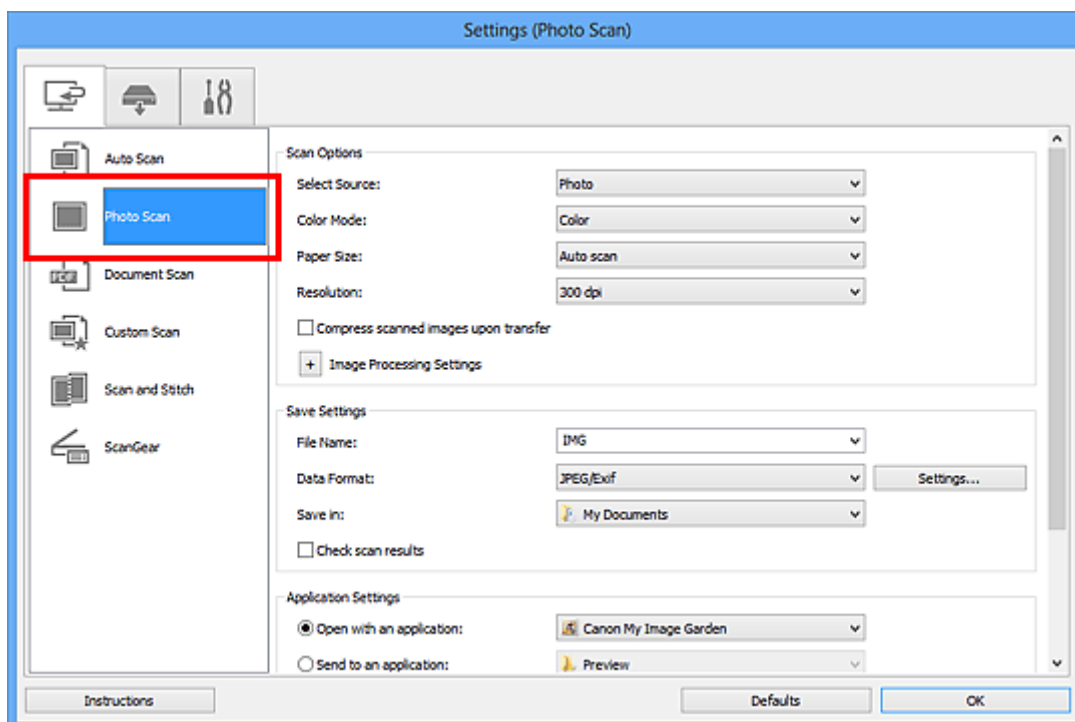 Settings (Photo Scan)
Auto Scan
Photo Scan
Document Scan
Custom Scan
Scan and Stitch
ScanGear
Scan Options
Select Source: Photo
Color Mode: Color
Paper Size: Auto scan
Resolution: 300 dpi
Compress scanned images upon transfer
+ Image Processing Settings
Save Settings
File Name: IMG
Data Format: JPEG/Exif Settings...
Save in: My Documents
Check scan results
Application Settings
Open with an application: Canon My Image Garden
Send to an application: Preview
Instructions Defaults OK